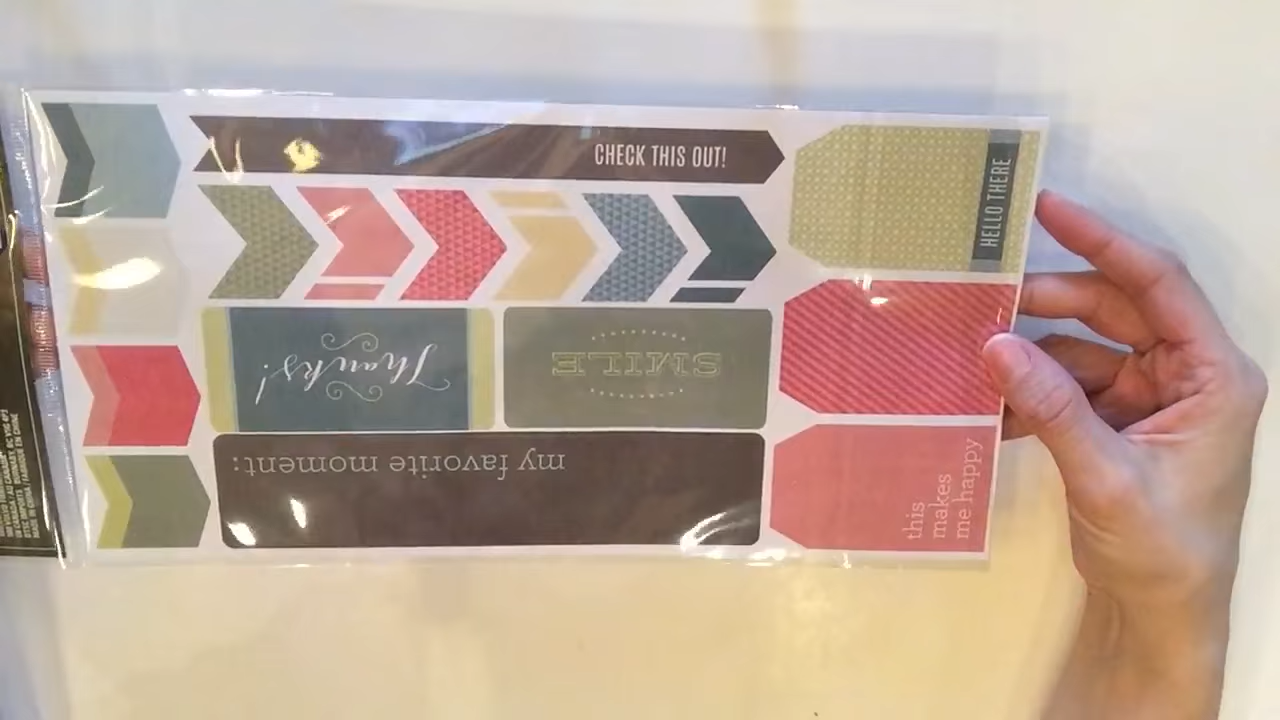 CHECK THIS OUT!
HELLO THERE
Thanks!
SMILE
my favorite moment:
this
makes
me happy